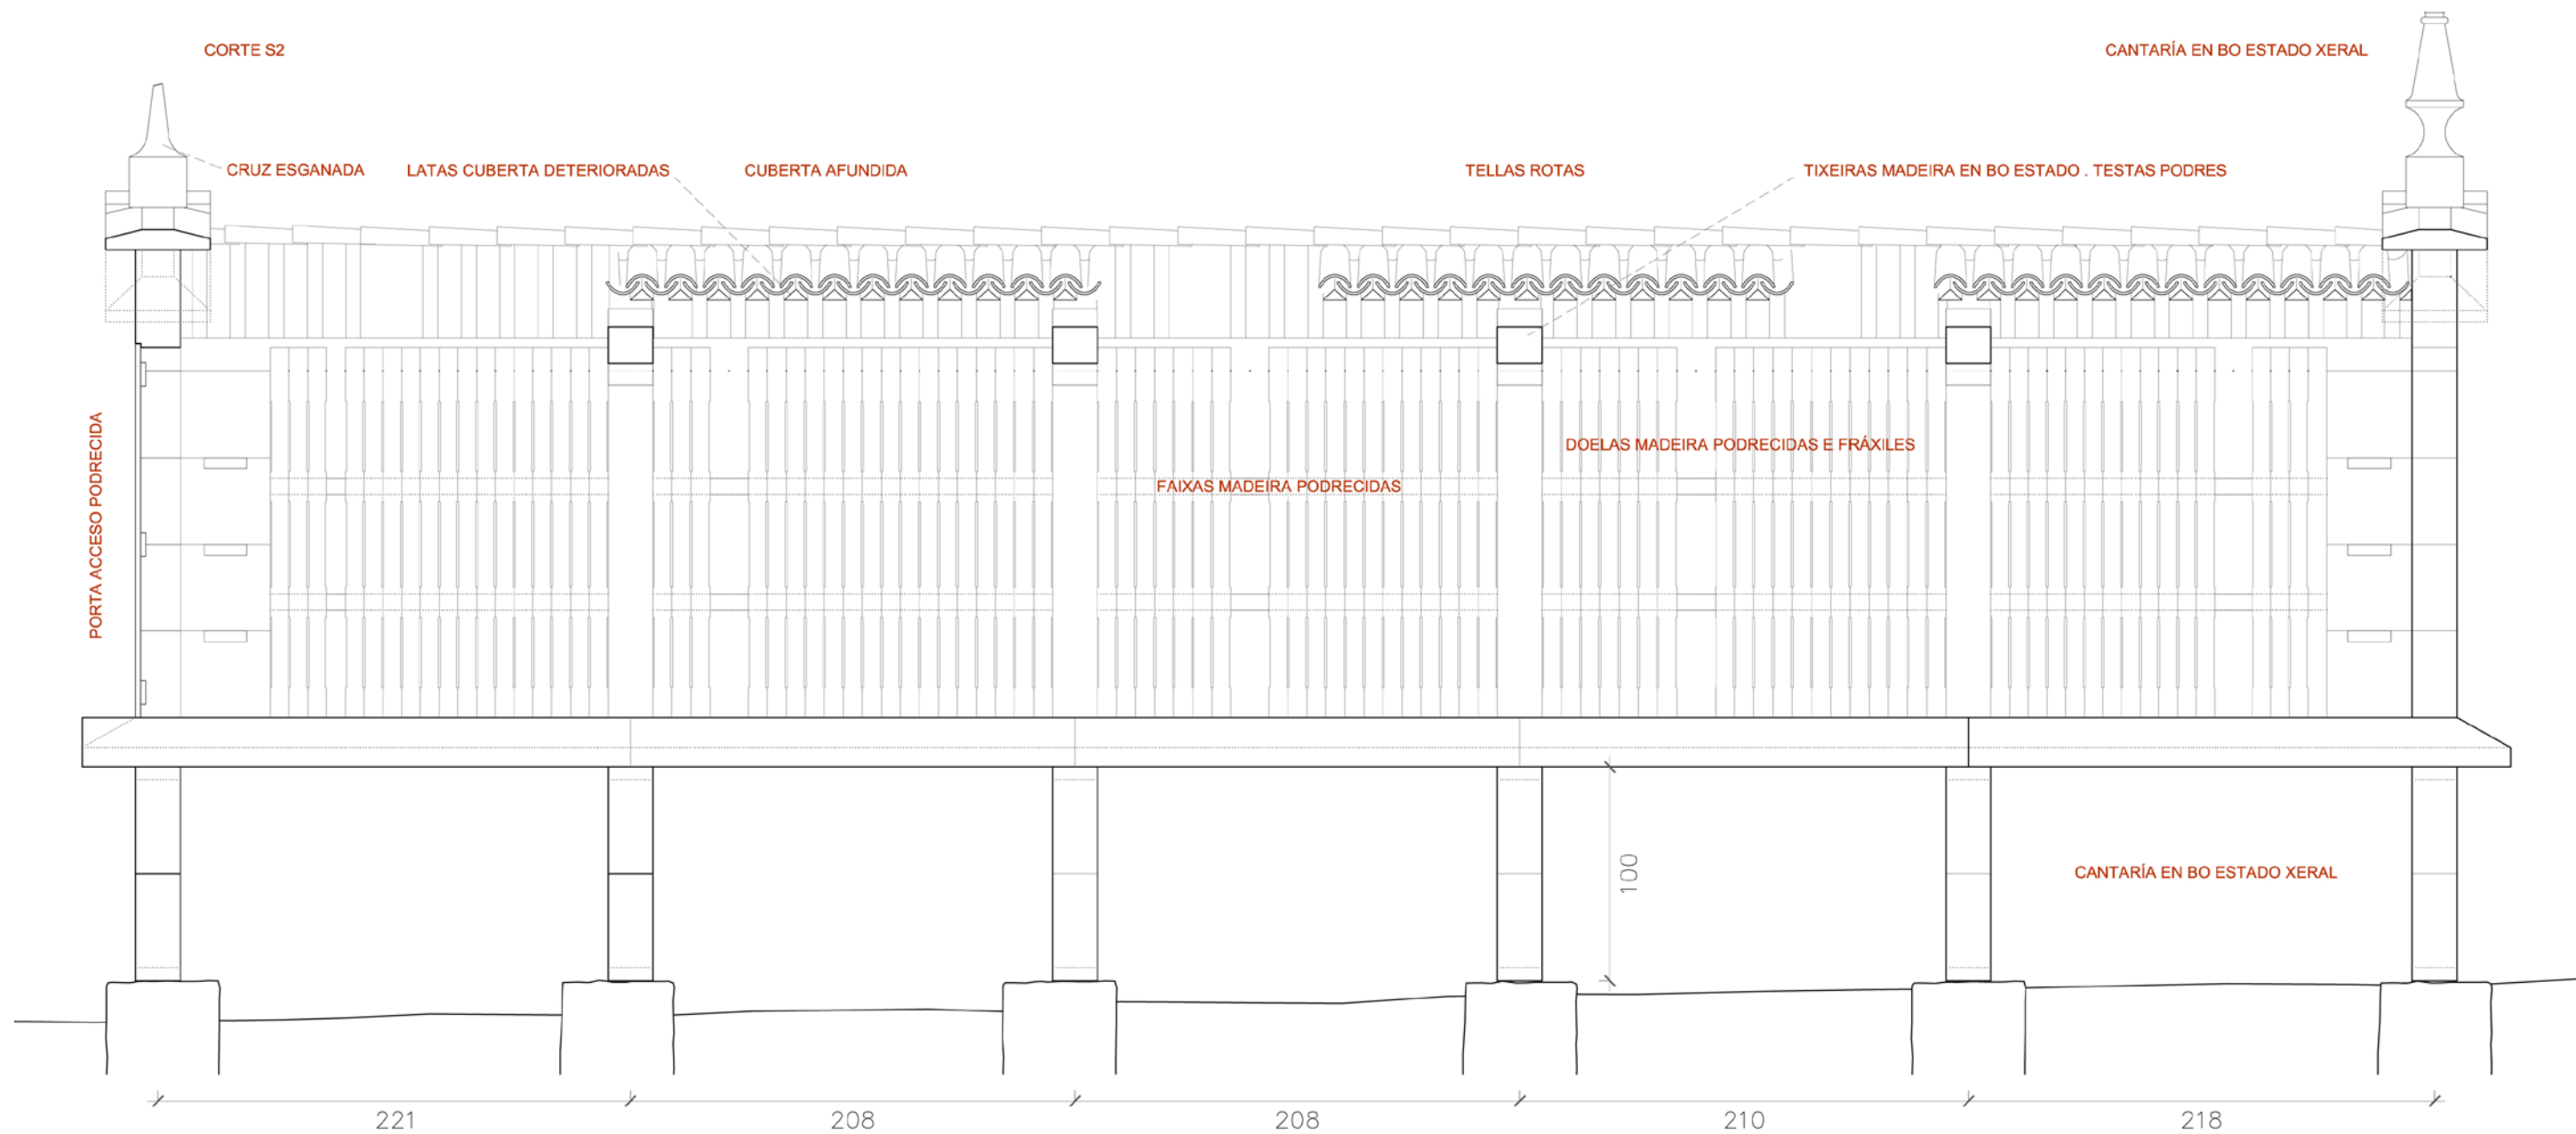 CORTE S2
CANTARÍA EN BO ESTADO XERAL
CRUZ ESGANADA
LATAS CUBERTA DETERIORADAS
CUBERTA AFUNDIDA
TELLAS ROTAS
TIXEIRAS MADEIRA EN BO ESTADO . TESTAS PODRES
PORTA ACCESO PODRECIDA
DOELAS MADEIRA PODRECIDAS E FRÁXILES
FAIXAS MADEIRA PODRECIDAS
100
CANTARÍA EN BO ESTADO XERAL
221
208
208
210
218